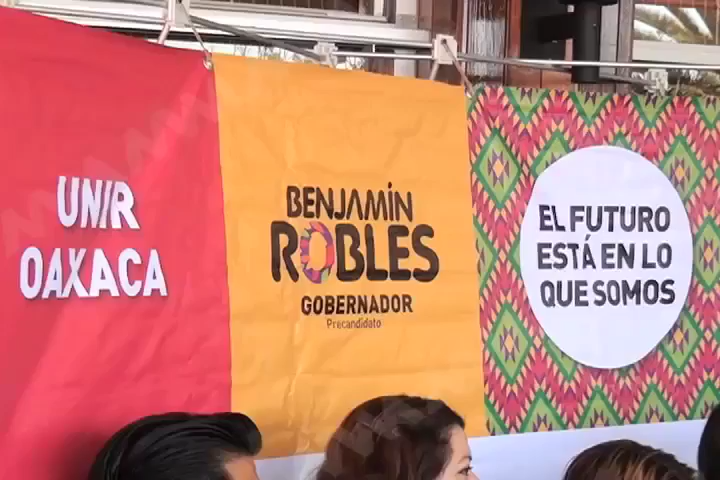 UNIR
OAXACA
BENJAMIN
ROBLES
GOBERNADOR
Precandidato
EL FUTURO
ESTÁ EN LO
QUE SOMOS